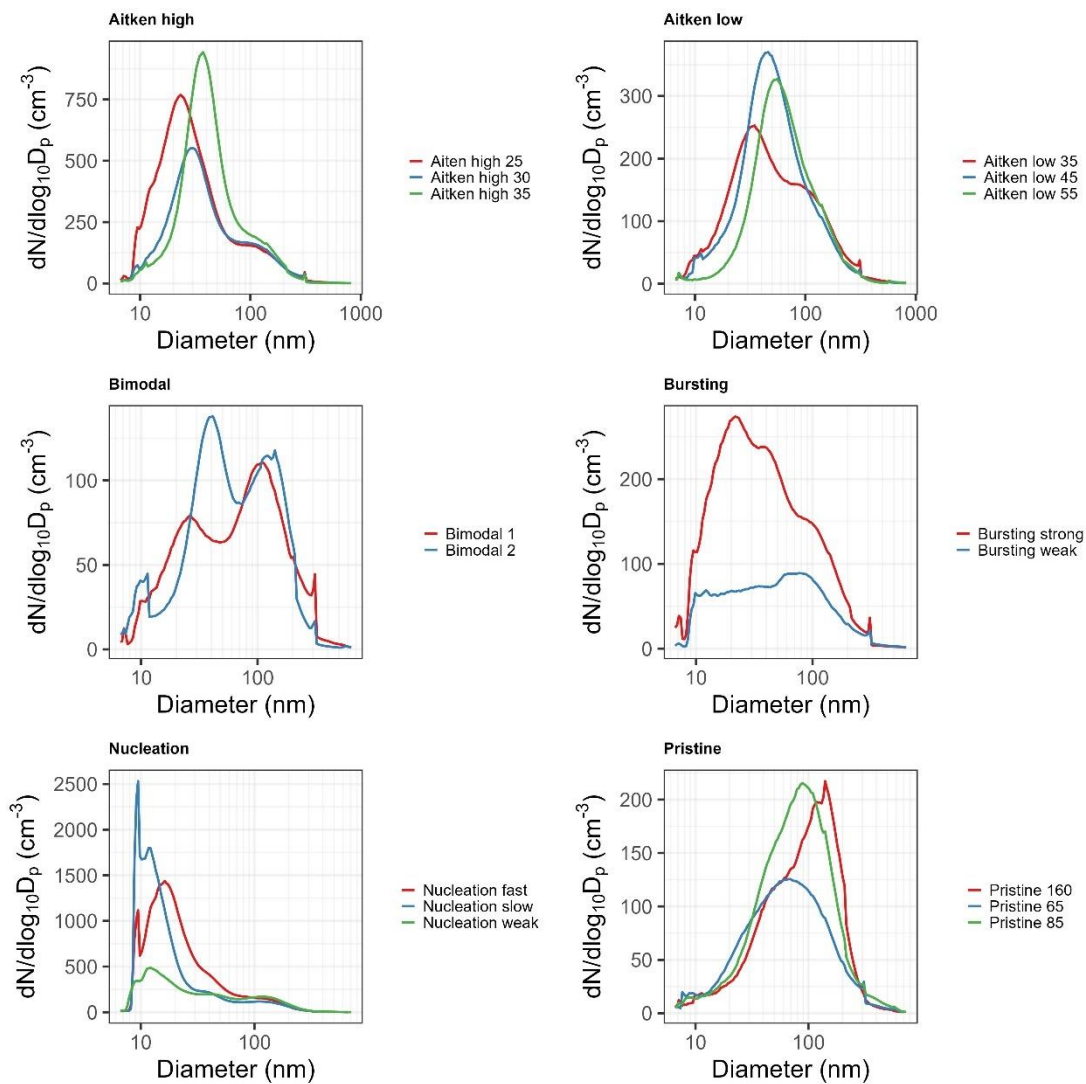 Aitken high
dN/dlog₁₀Dₚ (cm⁻³)
750
500
250
0
10
100
1000
Diameter (nm)
Aiten high 25
Aitken high 30
Aitken high 35
Aitken low
dN/dlog₁₀Dₚ (cm⁻³)
300
200
100
0
10
100
1000
Diameter (nm)
Aitken low 35
Aitken low 45
Aitken low 55
Bimodal
dN/dlog₁₀Dₚ (cm⁻³)
100
50
0
10
100
Diameter (nm)
Bimodal 1
Bimodal 2
Bursting
dN/dlog₁₀Dₚ (cm⁻³)
200
100
0
10
100
Diameter (nm)
Bursting strong
Bursting weak
Nucleation
dN/dlog₁₀Dₚ (cm⁻³)
2500
2000
1500
1000
500
0
10
100
Diameter (nm)
Nucleation fast
Nucleation slow
Nucleation weak
Pristine
dN/dlog₁₀Dₚ (cm⁻³)
200
150
100
50
0
10
100
Diameter (nm)
Pristine 160
Pristine 65
Pristine 85